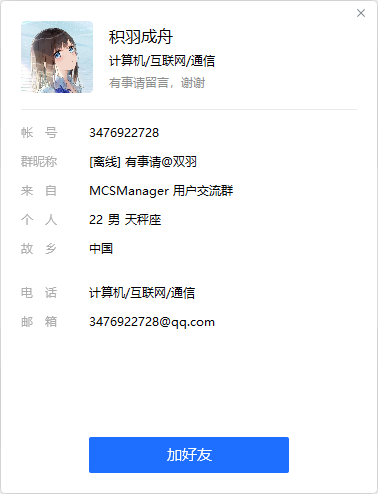 积羽成舟
计算机/互联网/通信
有事请留言，谢谢
帐 号 3476922728
群昵称 [离线] 有事请@双羽
来 自 MCSManager 用户交流群
个 人 22 男 天秤座
故 乡 中国
电 话 计算机/互联网/通信
邮 箱 3476922728@qq.com
加好友